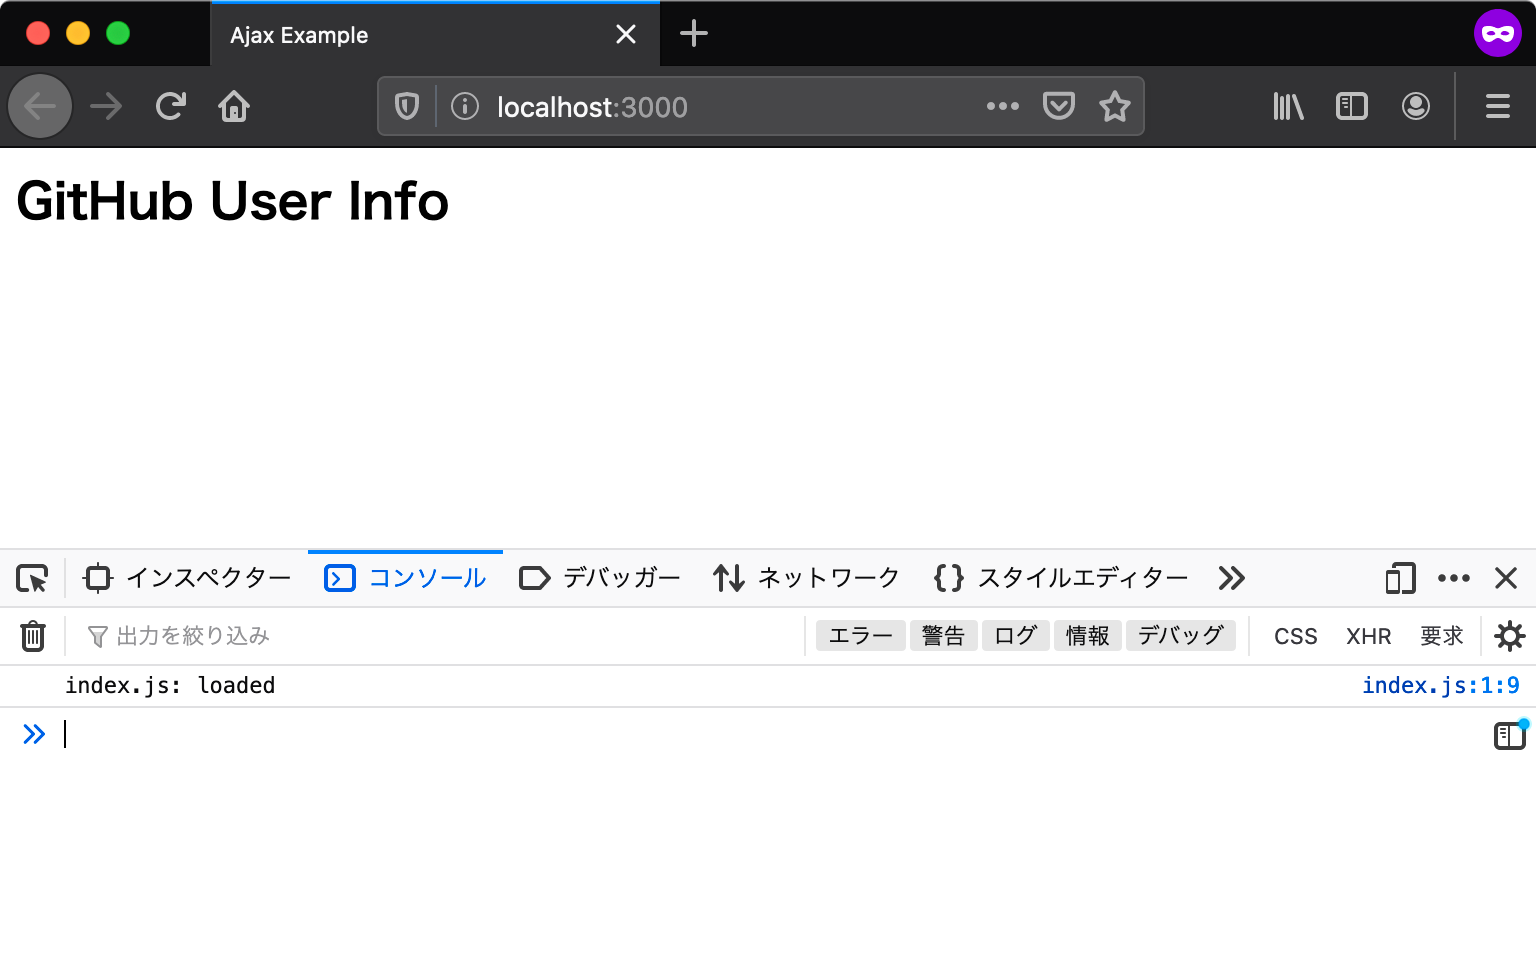 Ajax Example
localhost:3000
GitHub User Info
インスペクター コンソール デバッガー ネットワーク スタイルエディター
出力を絞り込み エラー 警告 ログ 情報 デバッグ CSS XHR 要求
index.js: loaded index.js:1:9